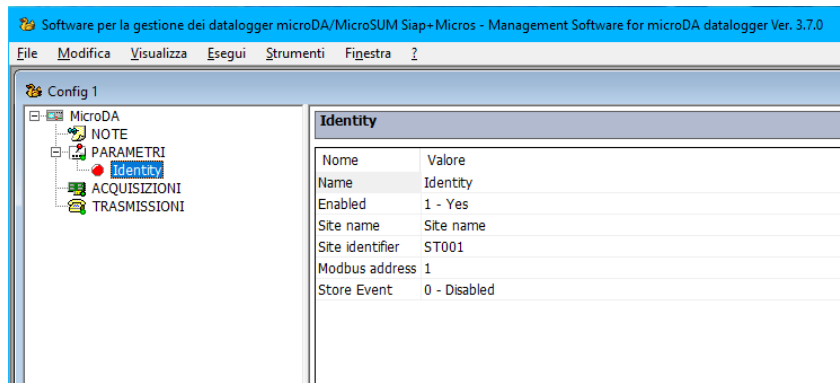 Software per la gestione dei datalogger microDA/MicroSUM Siap+Micros - Management Software for microDA datalogger Ver. 3.7.0
File Modifica Visualizza Esegui Strumenti Finestra ?
Config 1
MicroDA
NOTE
PARAMETRI
Identity
ACQUISIZIONI
TRASMISSIONI
Identity
Nome Valore
Name Identity
Enabled 1 - Yes
Site name Site name
Site identifier ST001
Modbus address 1
Store Event 0 - Disabled